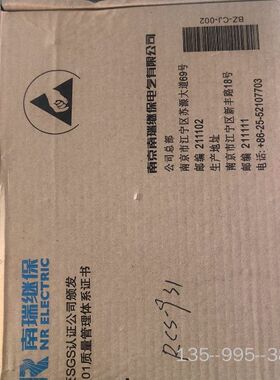 BZ-CJ-002
南京南瑞继保电气有限公司
公司总部
南京市江宁区苏源大道69号
邮编 211102
生产地址
南京市江宁区新丰路18号
邮编 211111
电话: +86-25-52107703
南瑞继保
NR ELECTRIC
SGS认证公司颁发
01质量管理体系证书
RCS-931
135-995-3